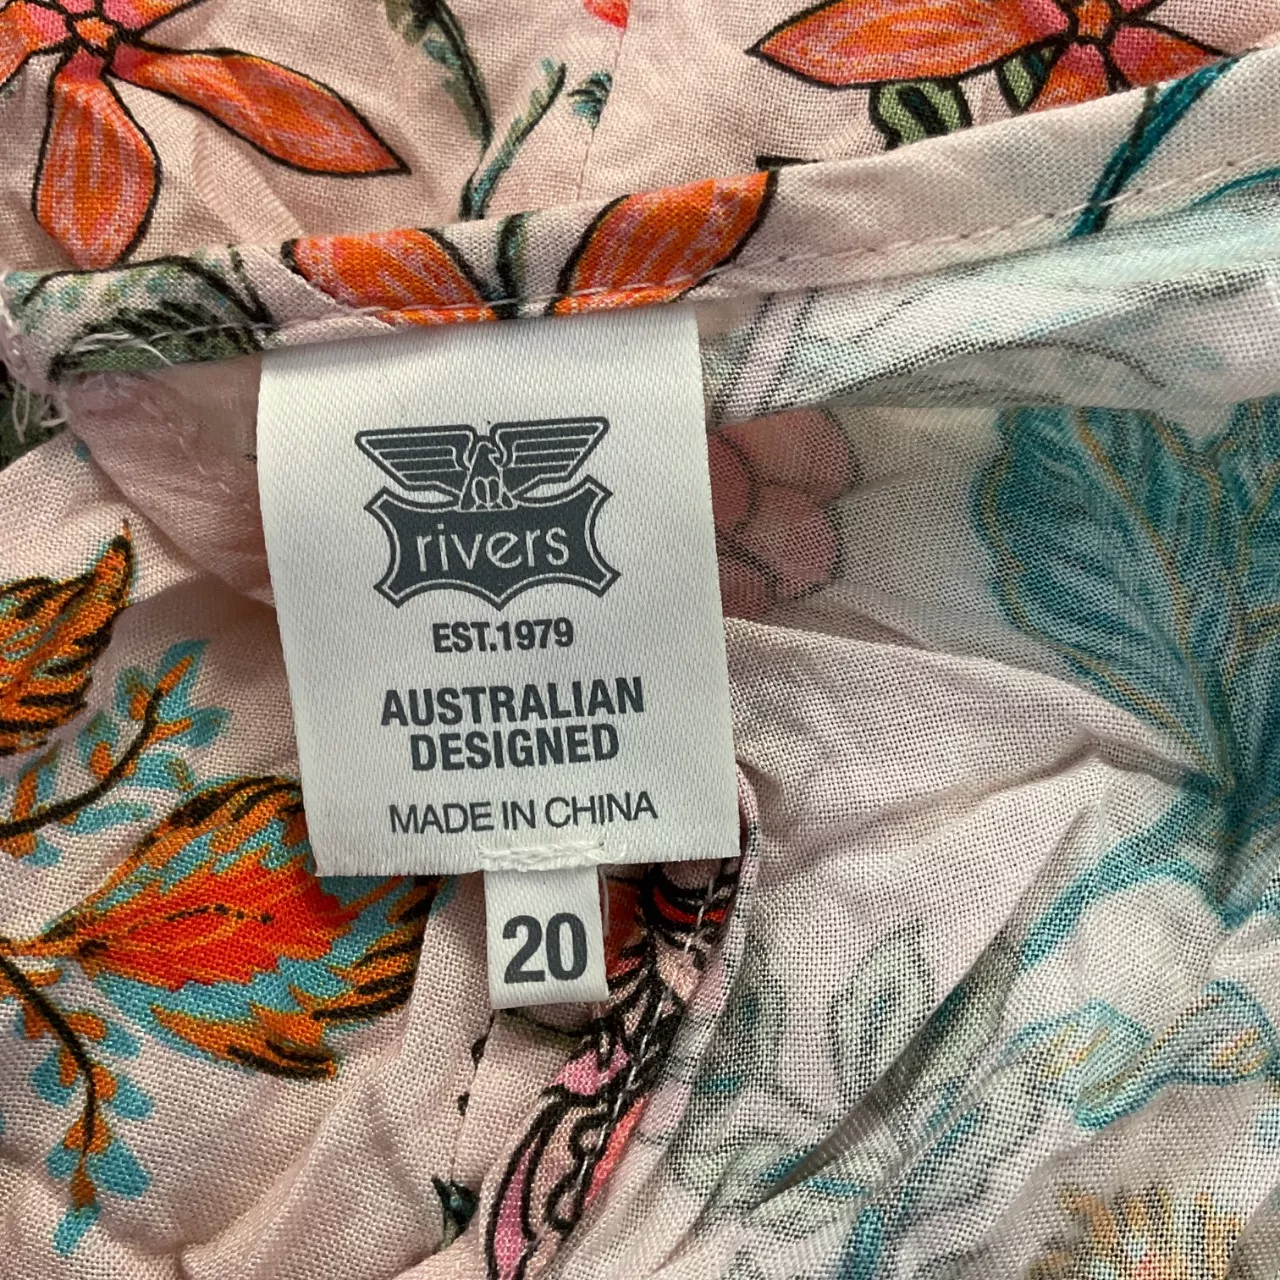 rivers
EST.1979
AUSTRALIAN
DESIGNED
MADE IN CHINA
20